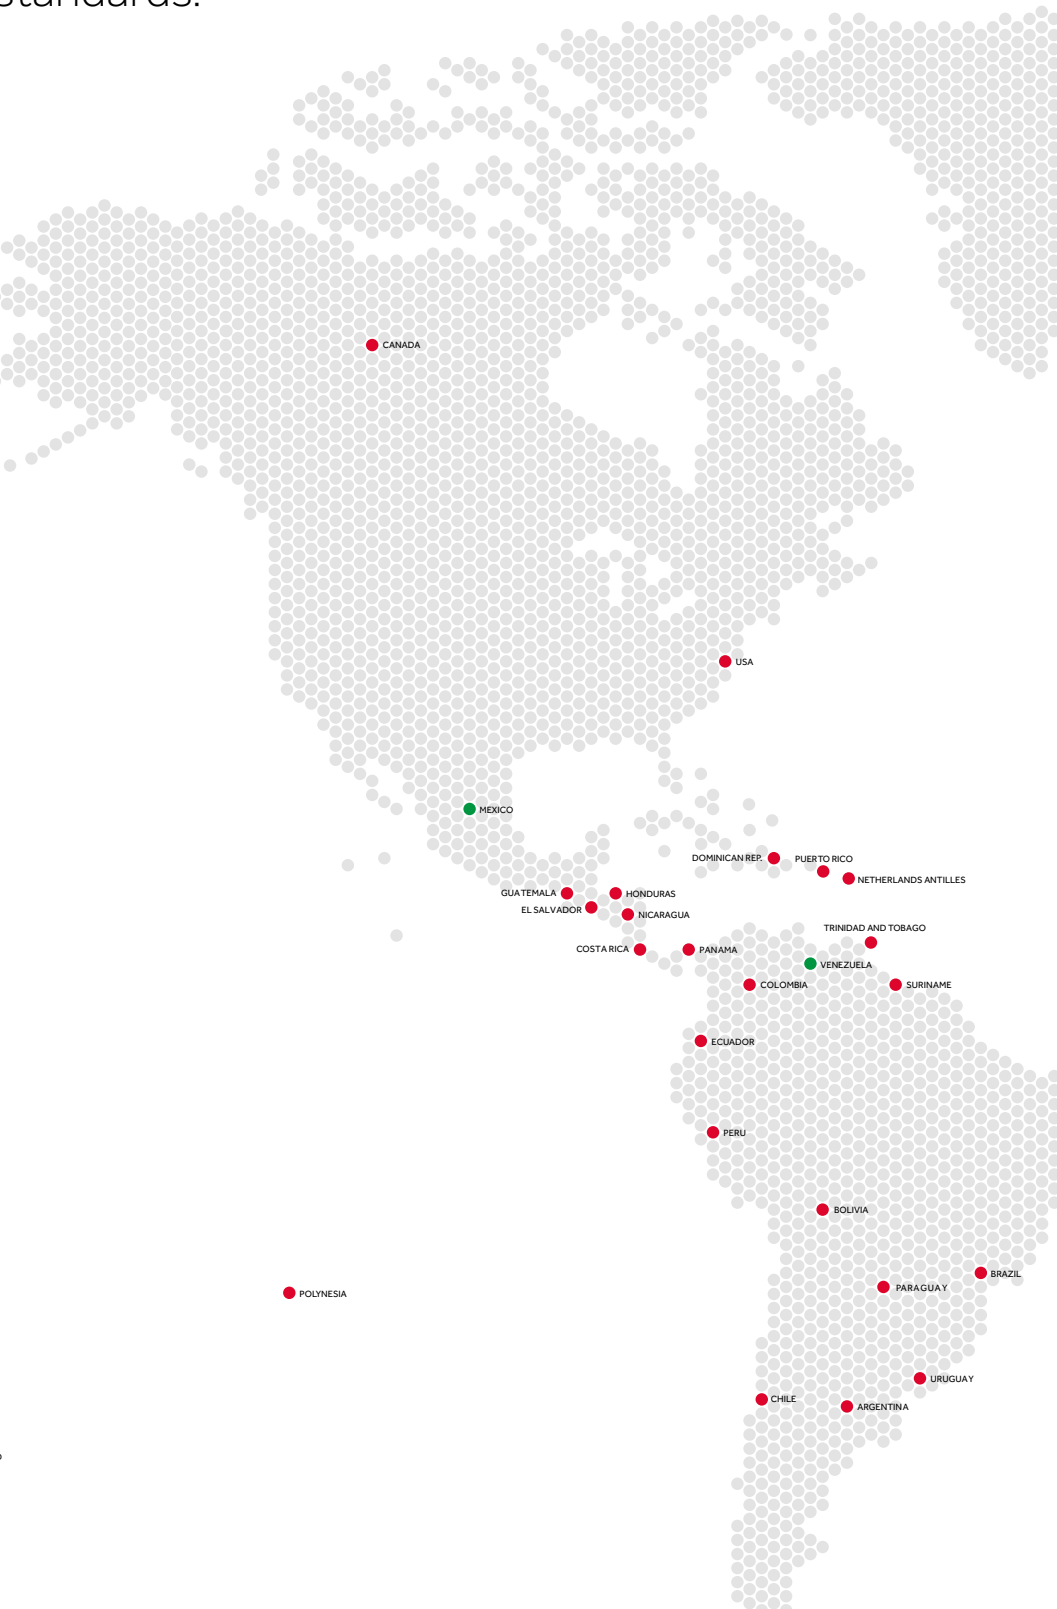 standards.
CANADA
USA
MEXICO
DOMINICAN REP.
PUERTO RICO
NETHERLANDS ANTILLES
GUATEMALA
HONDURAS
EL SALVADOR
NICARAGUA
TRINIDAD AND TOBAGO
COSTA RICA
PANAMA
VENEZUELA
COLOMBIA
SURINAME
ECUADOR
PERU
BOLIVIA
BRAZIL
PARAGUAY
POLYNESIA
URUGUAY
CHILE
ARGENTINA